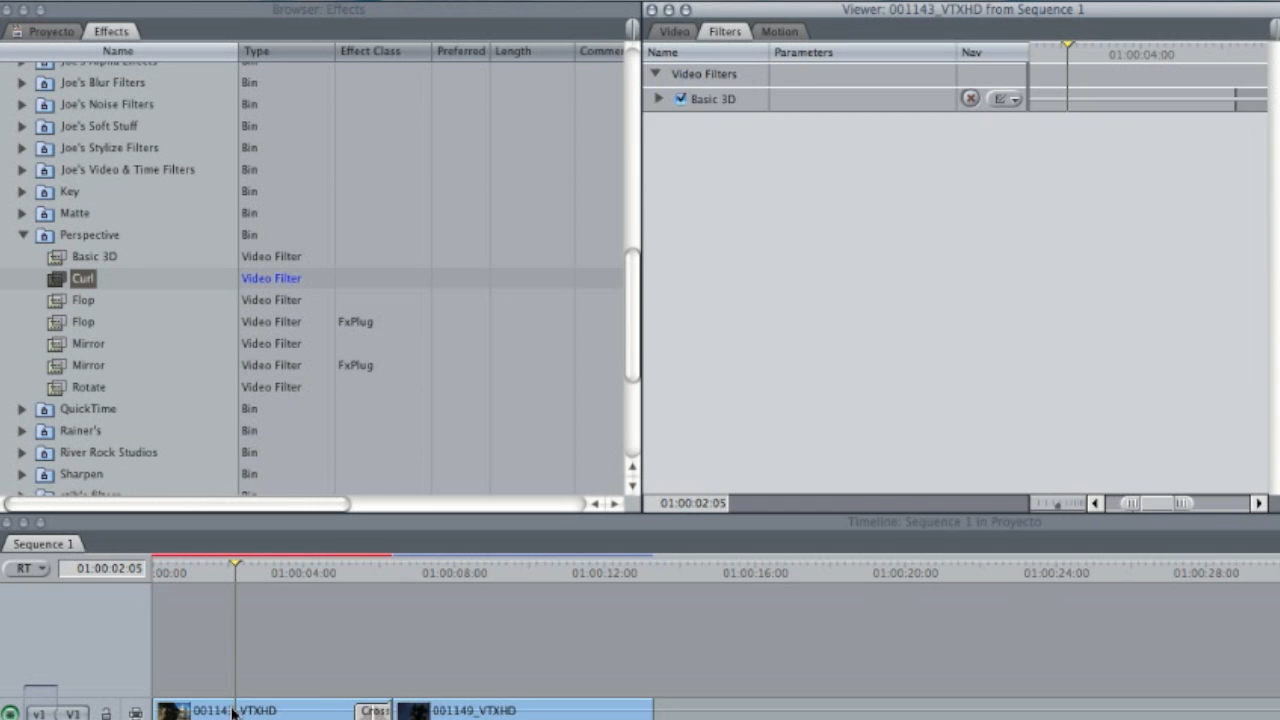 Browser: Effects
Proyecto Effects
Name Type Effect Class Preferred Length Commen
Joe's Alpha Effects Bin
Joe's Blur Filters Bin
Joe's Noise Filters Bin
Joe's Soft Stuff Bin
Joe's Stylize Filters Bin
Joe's Video & Time Filters Bin
Key Bin
Matte Bin
Perspective Bin
Basic 3D Video Filter
Curl Video Filter
Flop Video Filter
Flop Video Filter FxPlug
Mirror Video Filter
Mirror Video Filter FxPlug
Rotate Video Filter
QuickTime Bin
Rainer's Bin
River Rock Studios Bin
Sharpen Bin
Viewer: 001143_VTXHD from Sequence 1
Video Filters Motion
Name Parameters Nav 01:00:04:00
Video Filters
Basic 3D
01:00:02:05
Timeline: Sequence 1 in Proyecto
Sequence 1
RT 01:00:02:05 :00:00 01:00:04:00 01:00:08:00 01:00:12:00 01:00:16:00 01:00:20:00 01:00:24:00 01:00:28:00
v1 V1 001143_VTXHD Cross 001149_VTXHD